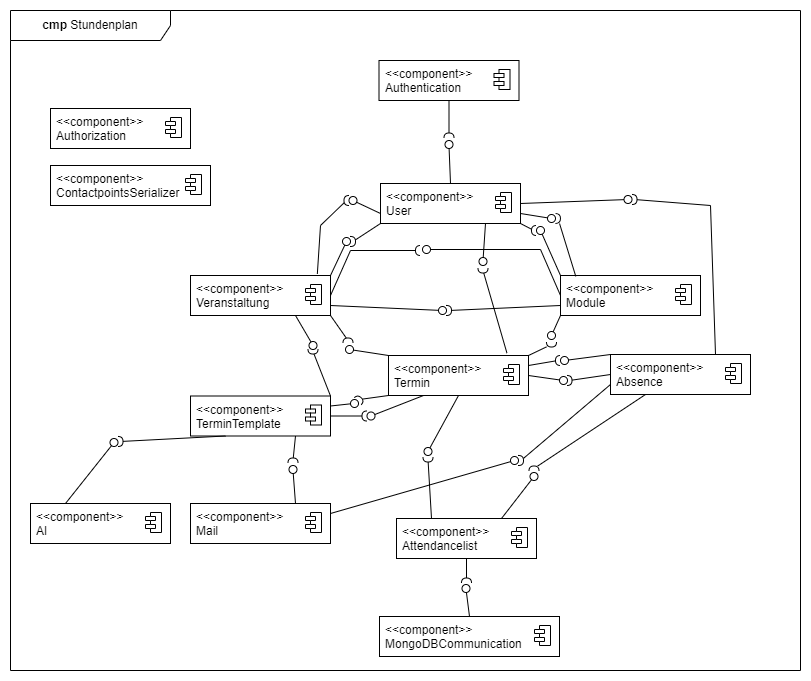 cmp Stundenplan
<<component>>
Authentication
<<component>>
Authorization
<<component>>
ContactpointsSerializer
<<component>>
User
<<component>>
Veranstaltung
<<component>>
Module
<<component>>
Termin
<<component>>
Absence
<<component>>
TerminTemplate
<<component>>
AI
<<component>>
Mail
<<component>>
Attendancelist
<<component>>
MongoDBCommunication